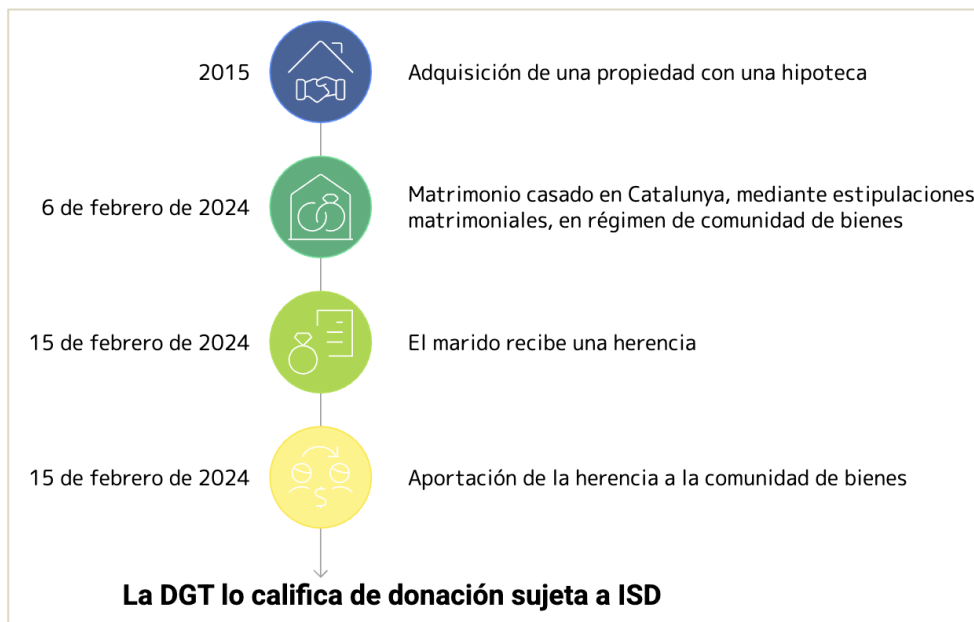 2015
Adquisición de una propiedad con una hipoteca
6 de febrero de 2024
Matrimonio casado en Catalunya, mediante estipulaciones
matrimoniales, en régimen de comunidad de bienes
15 de febrero de 2024
El marido recibe una herencia
15 de febrero de 2024
Aportación de la herencia a la comunidad de bienes
La DGT lo califica de donación sujeta a ISD